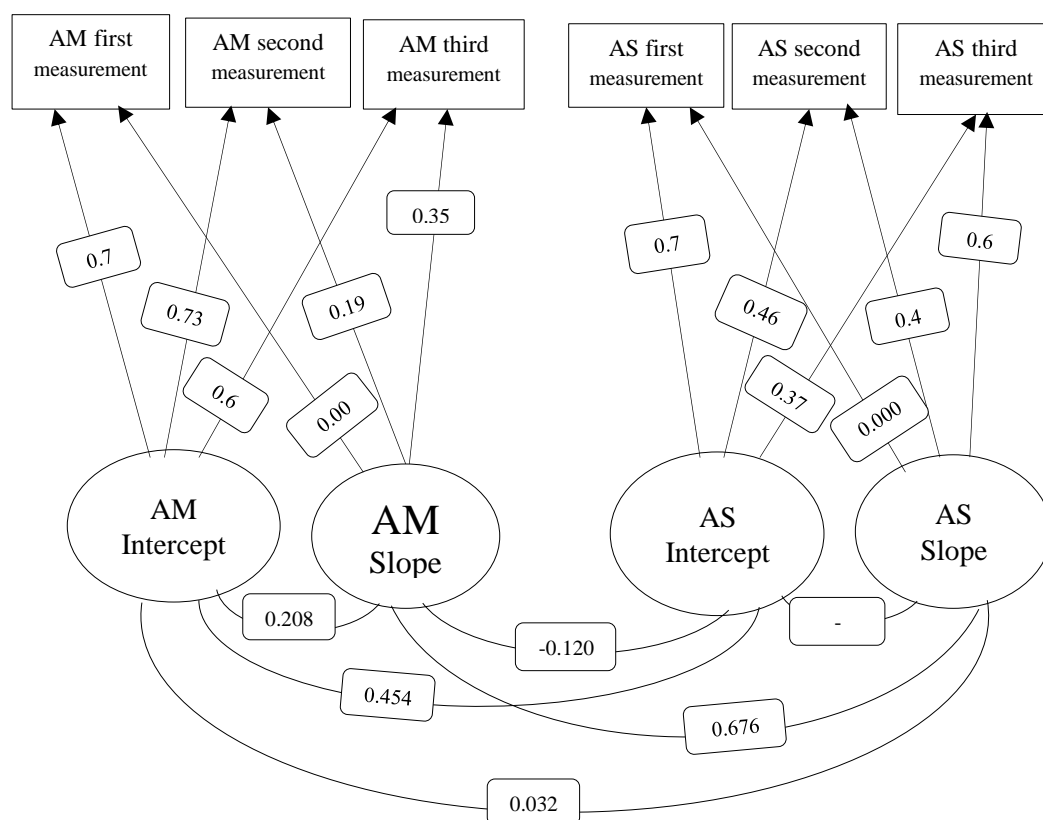 AM first
measurement
AM second
measurement
AM third
measurement
AS first
measurement
AS second
measurement
AS third
measurement
0.35
0.7
0.7
0.6
0.73
0.19
0.46
0.4
0.6
0.00
0.37
0.000
AM
Intercept
AM
Slope
AS
Intercept
AS
Slope
0.208
-0.120
-
0.454
0.676
0.032